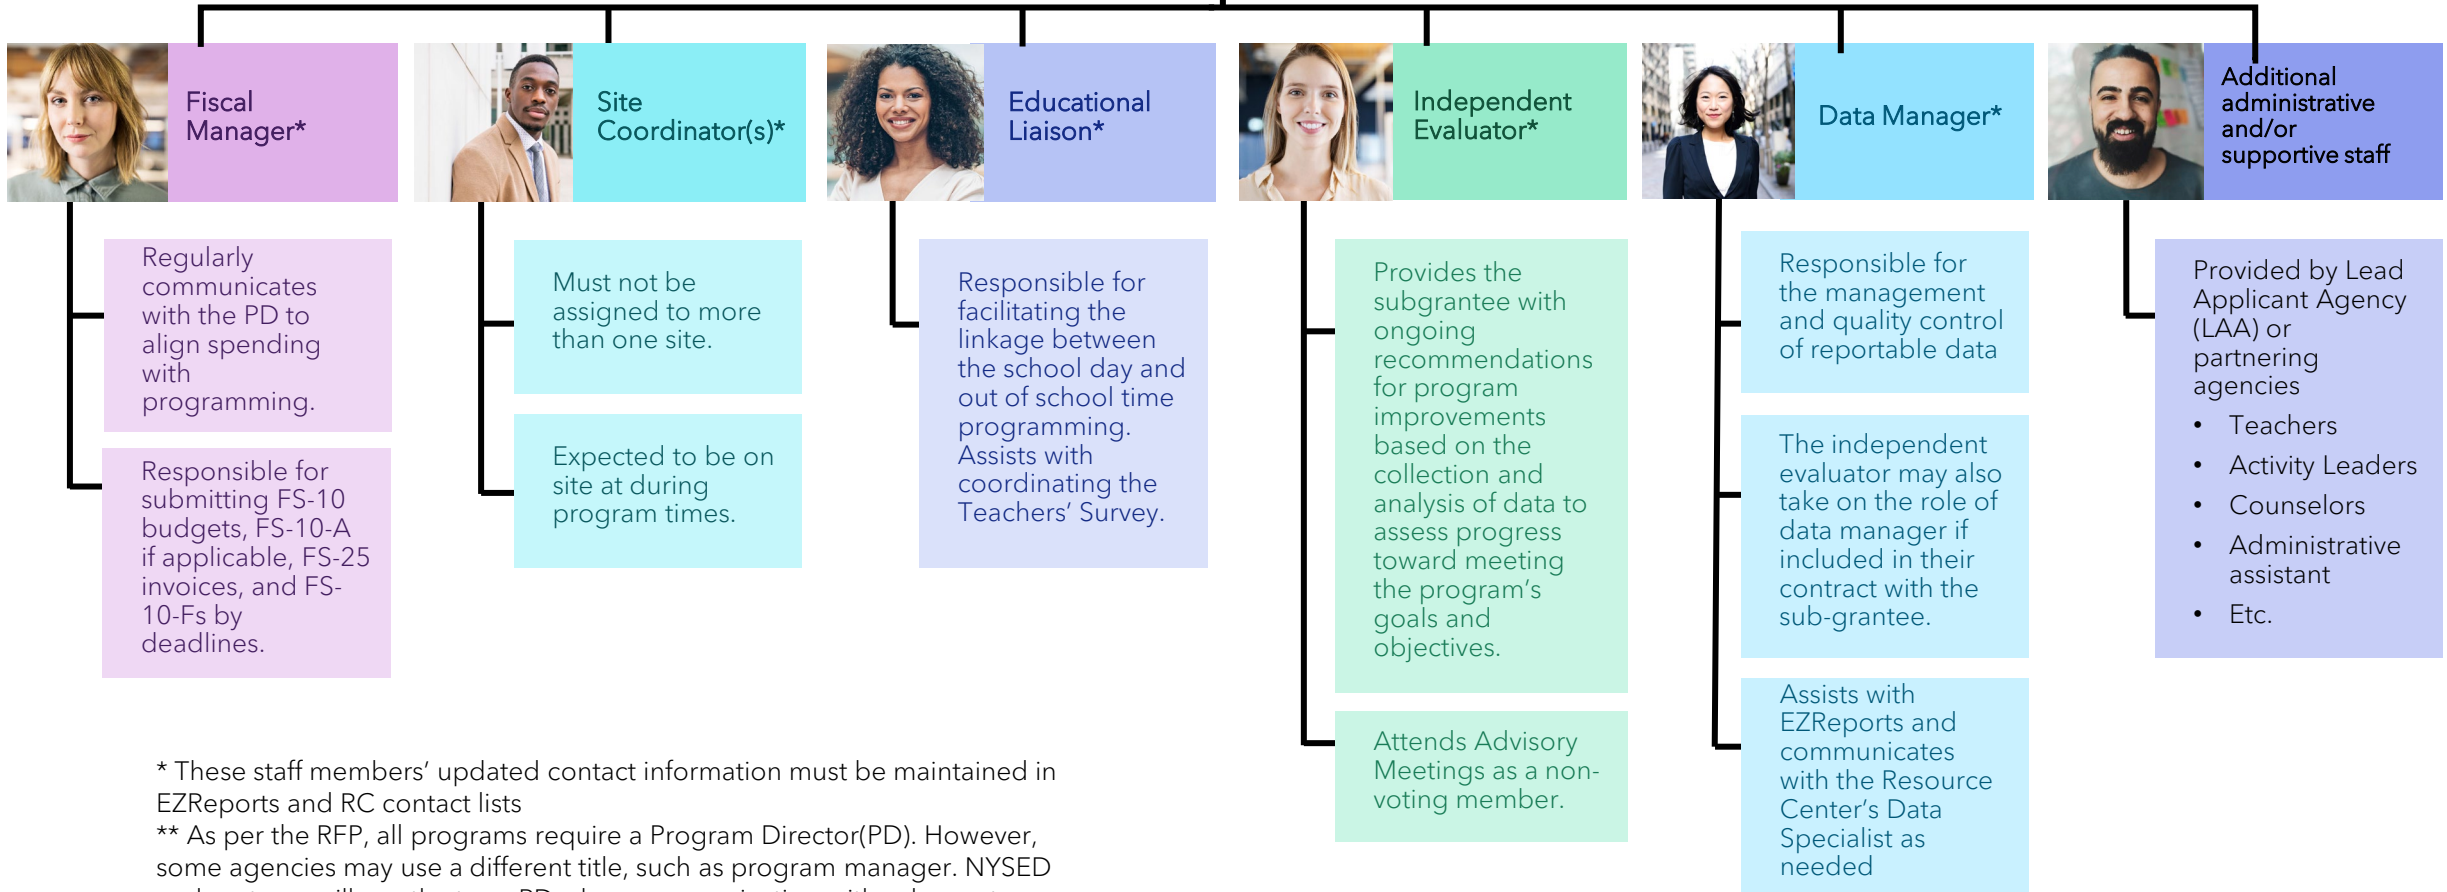 Fiscal
Manager*
Site
Coordinator(s)*
Educational
Liaison*
Independent
Evaluator*
Data Manager*
Additional
administrative
and/or
supportive staff
Regularly
communicates
with the PD to
align spending
with
programming.
Responsible for
submitting FS-10
budgets, FS-10-A
if applicable, FS-25
invoices, and FS-
10-Fs by
deadlines.
Must not be
assigned to more
than one site.
Expected to be on
site at during
program times.
Responsible for
facilitating the
linkage between
the school day and
out of school time
programming.
Assists with
coordinating the
Teachers’ Survey.
Provides the
subgrantee with
ongoing
recommendations
for program
improvements
based on the
collection and
analysis of data to
assess progress
toward meeting
the program’s
goals and
objectives.
Attends Advisory
Meetings as a non-
voting member.
Responsible for
the management
and quality control
of reportable data
The independent
evaluator may also
take on the role of
data manager if
included in their
contract with the
sub-grantee.
Assists with
EZReports and
communicates
with the Resource
Center’s Data
Specialist as
needed
Provided by Lead
Applicant Agency
(LAA) or
partnering
agencies
• Teachers
• Activity Leaders
• Counselors
• Administrative
assistant
• Etc.
* These staff members’ updated contact information must be maintained in
EZReports and RC contact lists
** As per the RFP, all programs require a Program Director(PD). However,
some agencies may use a different title, such as program manager. NYSED